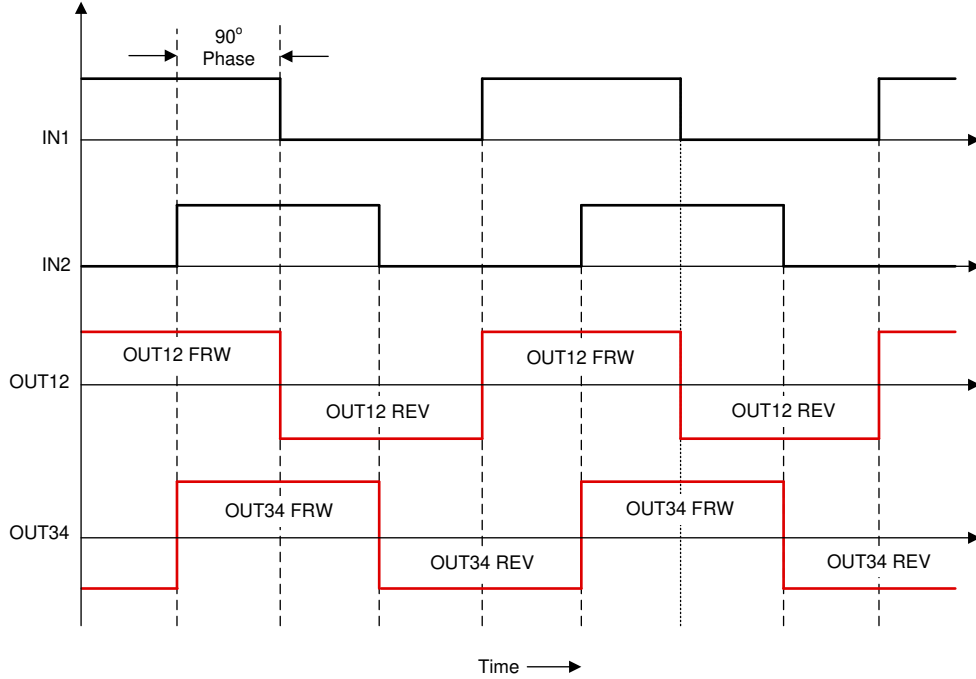 90o
Phase
IN1
IN2
OUT12 FRW
OUT12 FRW
OUT12
OUT12 REV
OUT12 REV
OUT34 FRW
OUT34 FRW
OUT34
OUT34 REV
OUT34 REV
Time